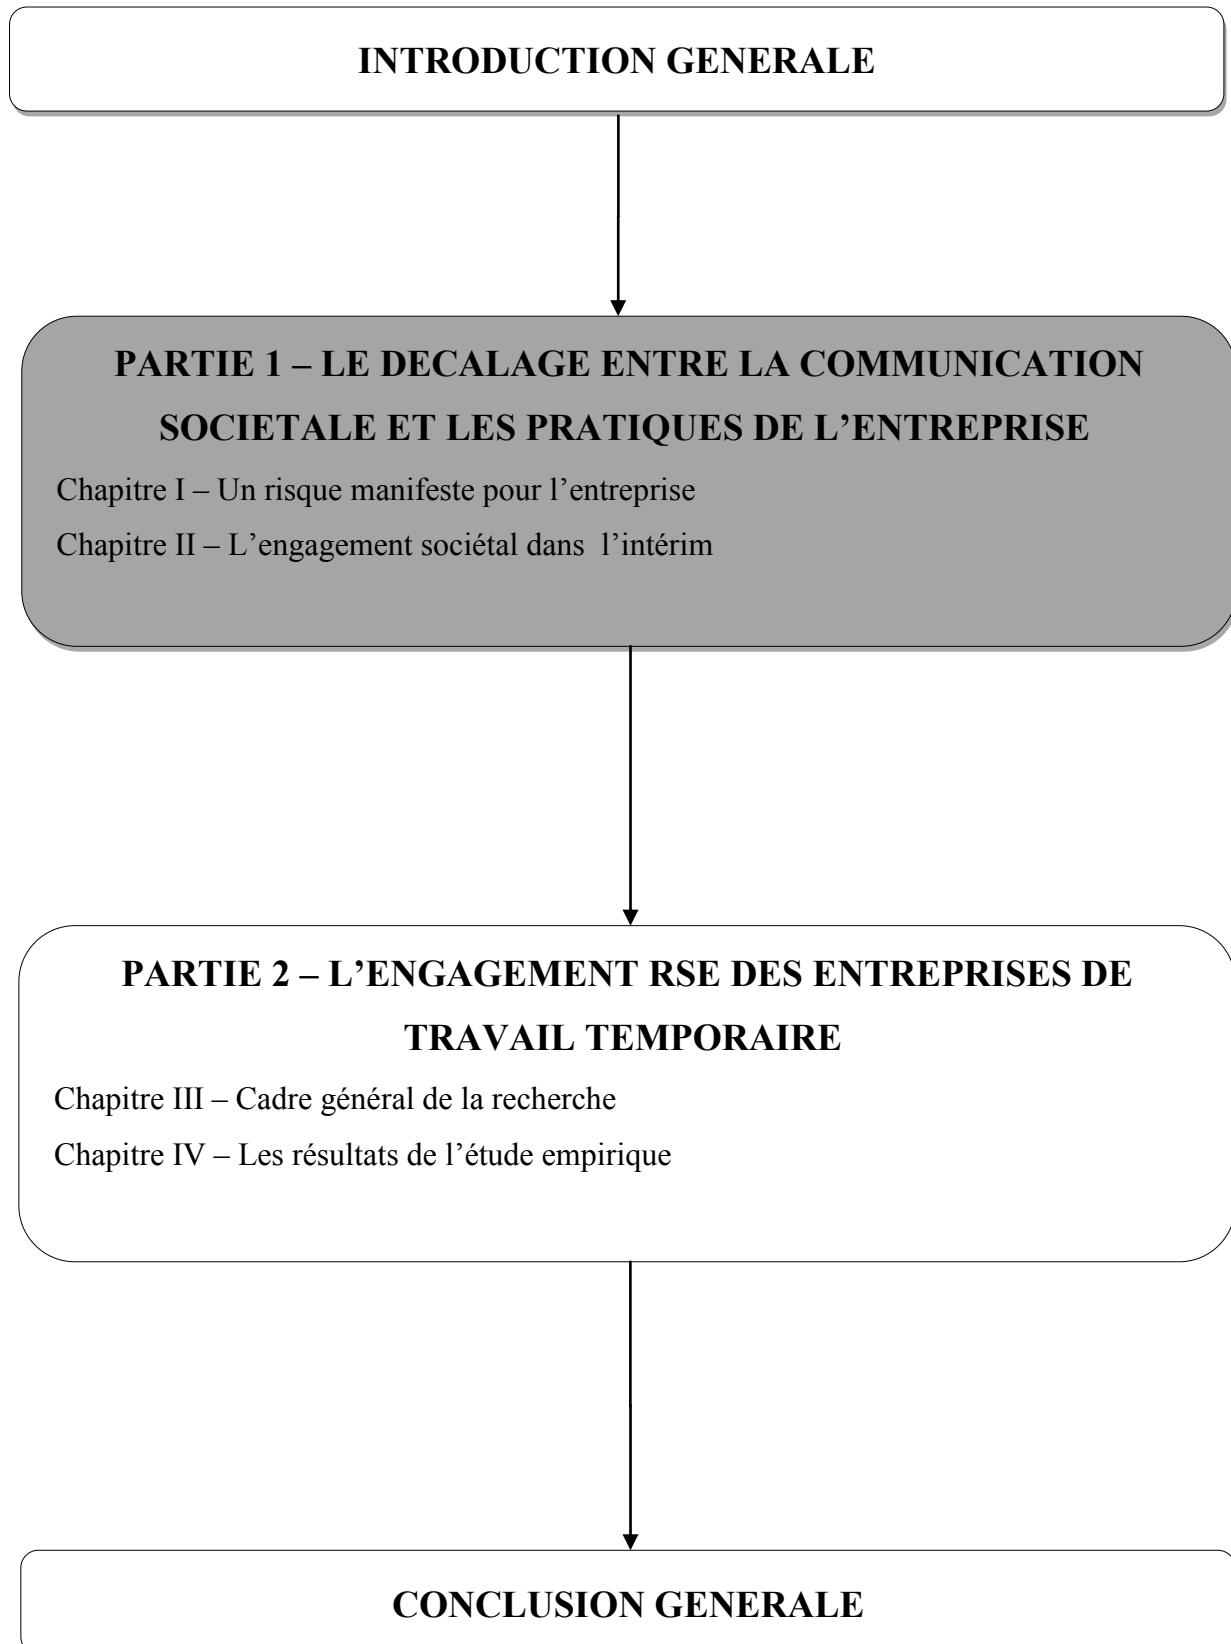 INTRODUCTION GENERALE
PARTIE 1 – LE DECALAGE ENTRE LA COMMUNICATION
SOCIETALE ET LES PRATIQUES DE L’ENTREPRISE
Chapitre I – Un risque manifeste pour l’entreprise
Chapitre II – L’engagement sociétal dans l’intérim
PARTIE 2 – L’ENGAGEMENT RSE DES ENTREPRISES DE
TRAVAIL TEMPORAIRE
Chapitre III – Cadre général de la recherche
Chapitre IV – Les résultats de l’étude empirique
CONCLUSION GENERALE